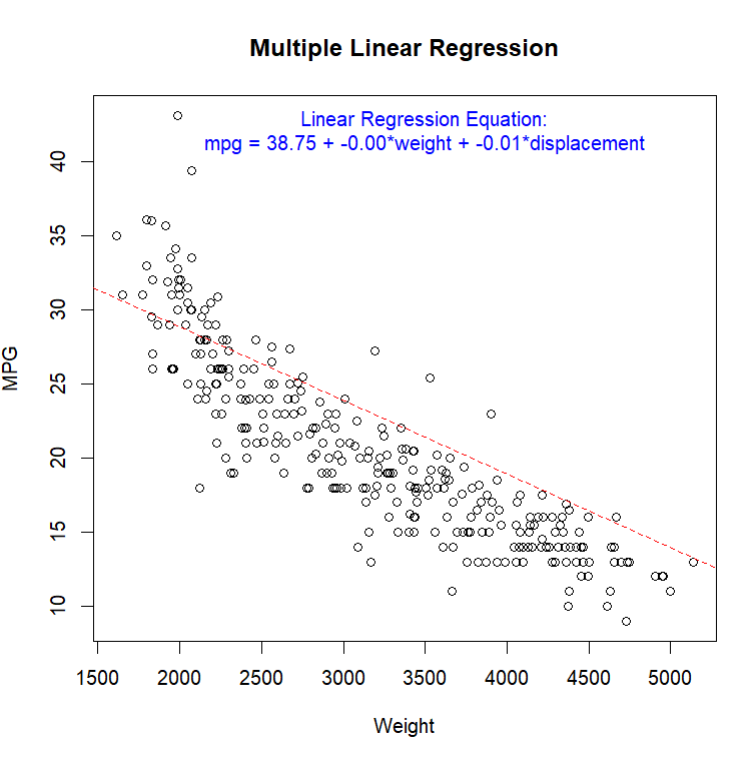 Multiple Linear Regression
Linear Regression Equation:
mpg = 38.75 + -0.00*weight + -0.01*displacement
MPG
40
35
30
25
20
15
10
1500 2000 2500 3000 3500 4000 4500 5000
Weight